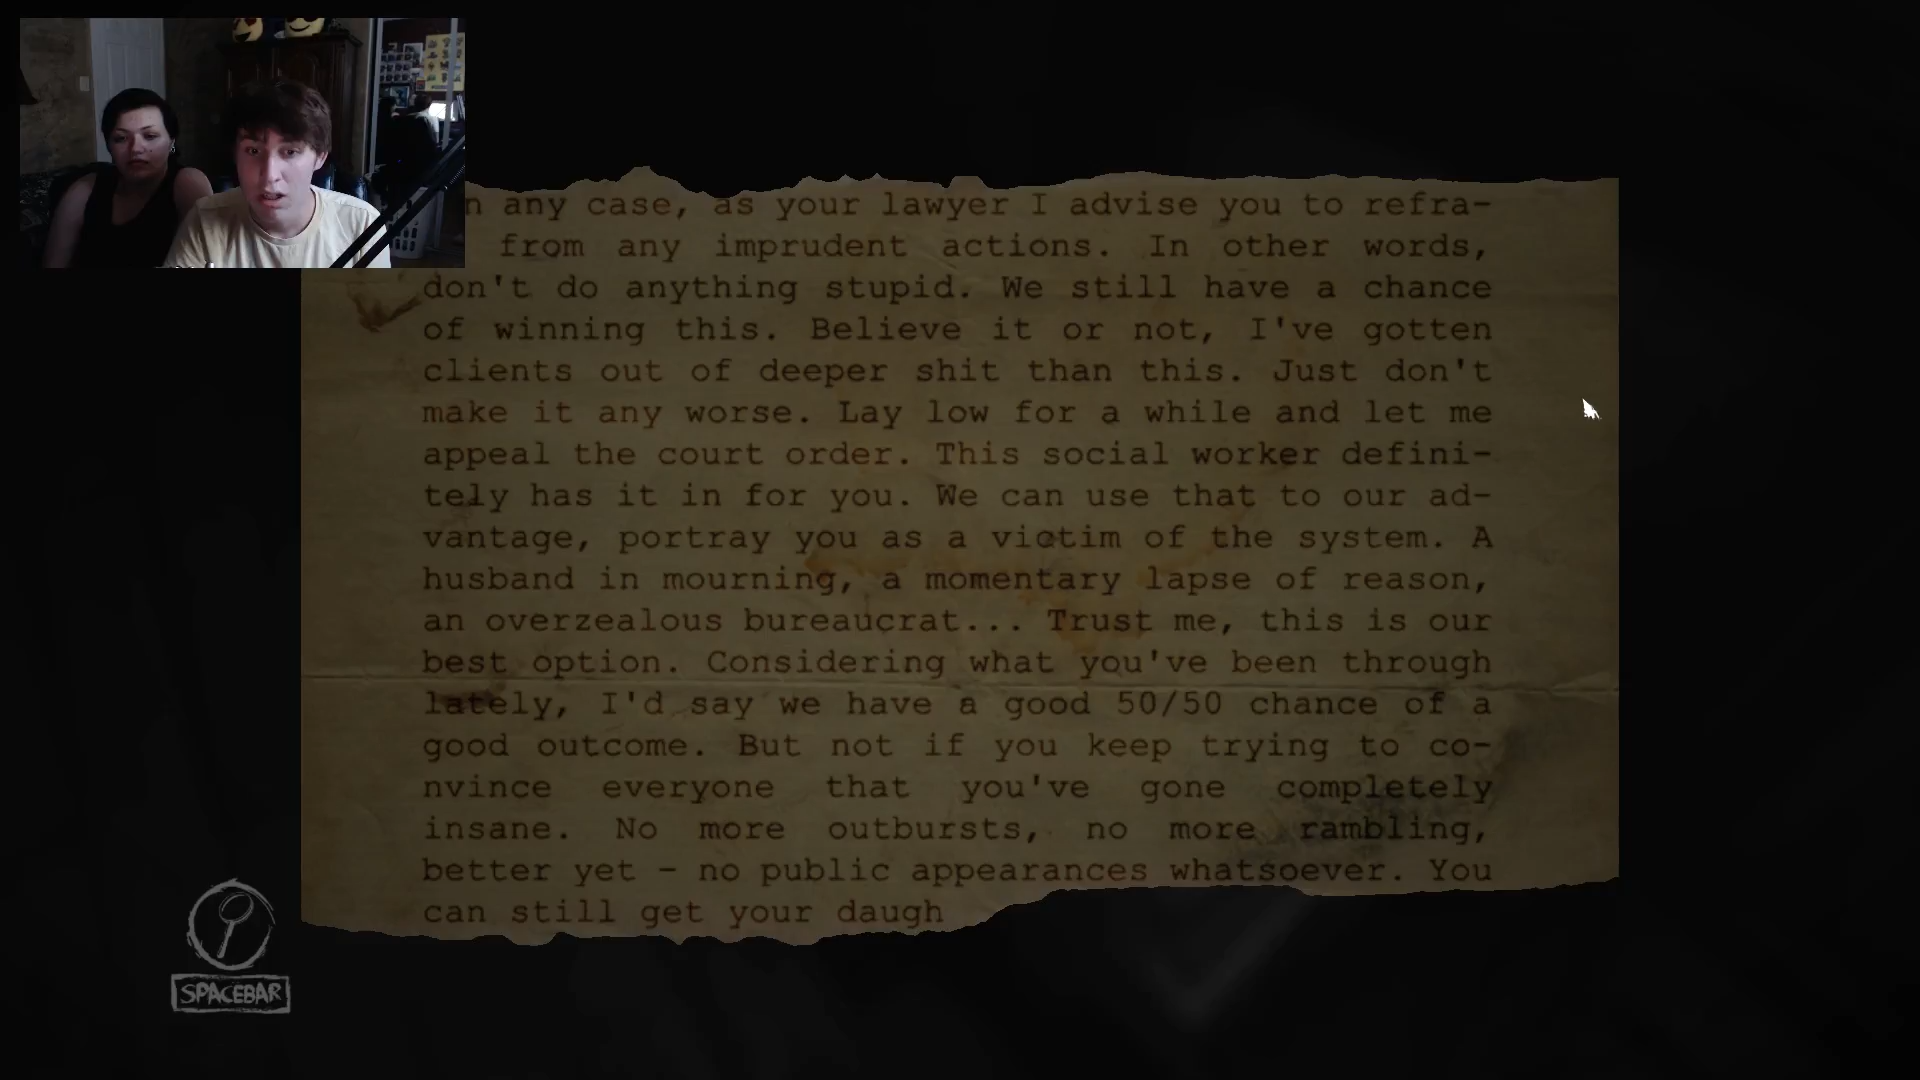 n any case, as your lawyer I advise you to refra-
from any imprudent actions. In other words,
don't do anything stupid. We still have a chance
of winning this. Believe it or not, I've gotten
clients out of deeper shit than this. Just don't
make it any worse. Lay low for a while and let me
appeal the court order. This social worker defini-
tely has it in for you. We can use that to our ad-
vantage, portray you as a victim of the system. A
husband in mourning, a momentary lapse of reason,
an overzealous bureaucrat... Trust me, this is our
best option. Considering what you've been through
lately, I'd say we have a good 50/50 chance of a
good outcome. But not if you keep trying to co-
nvince everyone that you've gone completely
insane. No more outbursts, no more rambling,
better yet - no public appearances whatsoever. You
can still get your daugh
SPACEBAR